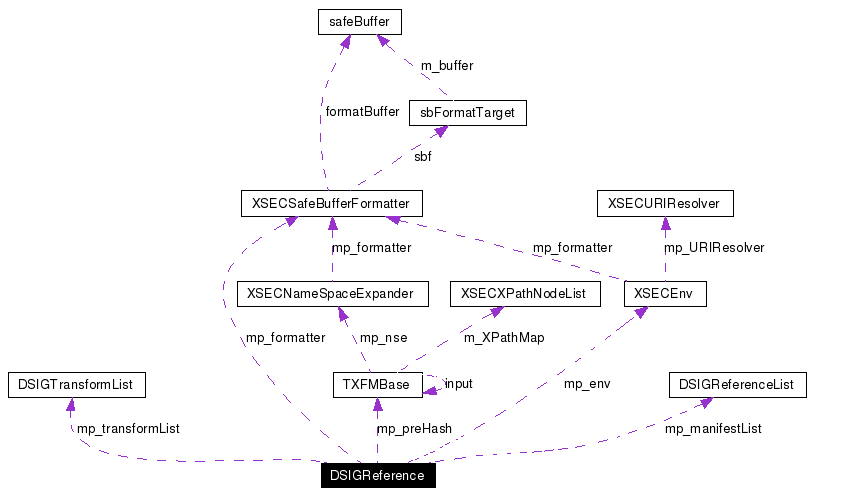 safeBuffer
m_buffer
formatBuffer
sbFormatTarget
sbf
XSECSafeBufferFormatter
XSECURIResolver
mp_formatter
mp_formatter
mp_URIResolver
XSECNameSpaceExpander
XSECXPathNodeList
XSECEnv
mp_formatter
mp_nse
m_XPathMap
DSIGTransformList
TXFMBase
input
mp_env
DSIGReferenceList
mp_transformList
mp_preHash
mp_manifestList
DSIGReference